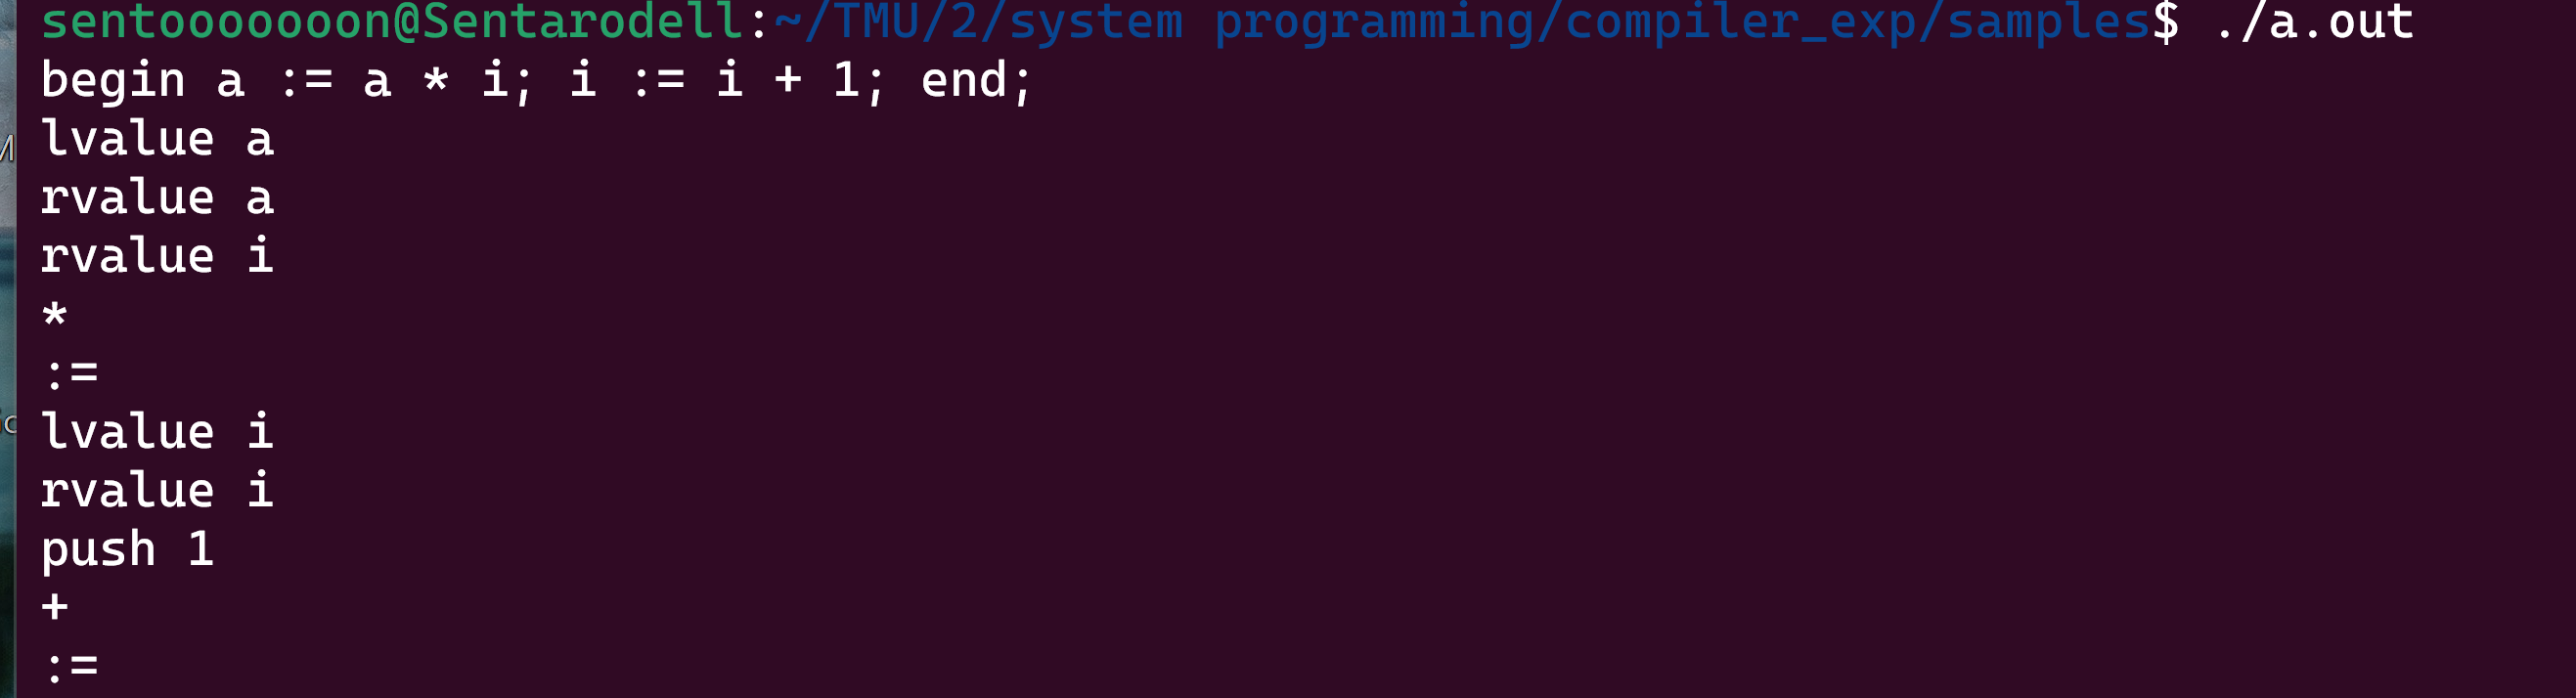 sentooooooon@Sentarodell:~/TMU/2/system programming/compiler_exp/samples$ ./a.out
begin a := a * i; i := i + 1; end;
lvalue a
rvalue a
rvalue i
*
:=
lvalue i
rvalue i
push 1
+
:=